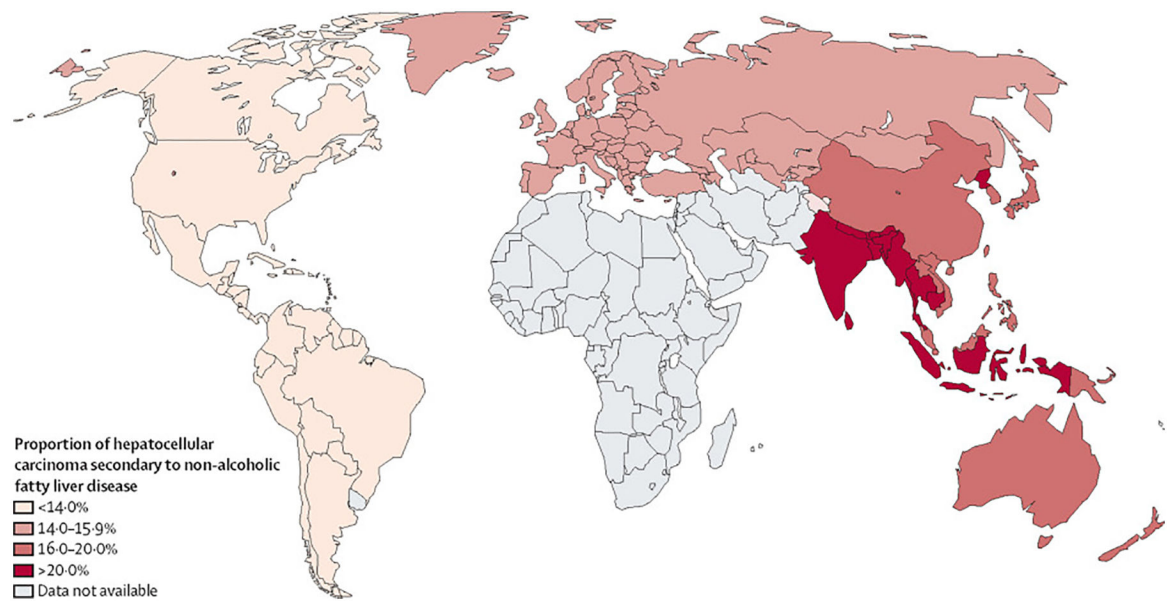 Proportion of hepatocellular
carcinoma secondary to non-alcoholic
fatty liver disease
<14·0%
14·0–15·9%
16·0–20·0%
>20·0%
Data not available